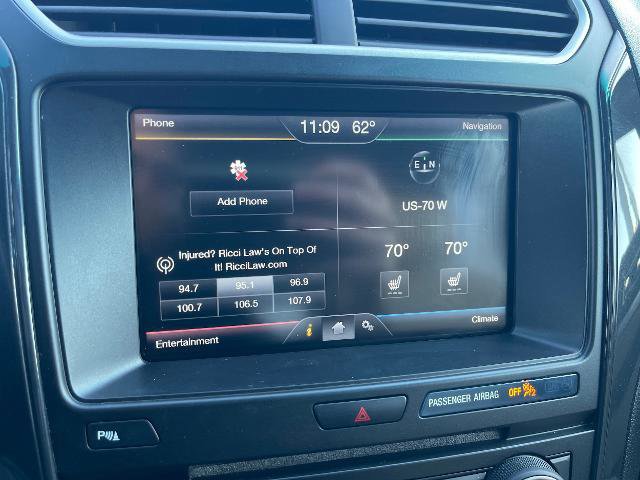 Phone
11:09 62°
Navigation
E N
Add Phone
US-70 W
Injured? Ricci Law's On Top Of
It! RicciLaw.com
94.7 95.1 96.9
100.7 106.5 107.9
70° 70°
Entertainment
i
Climate
PASSENGER AIRBAG OFF 2
P